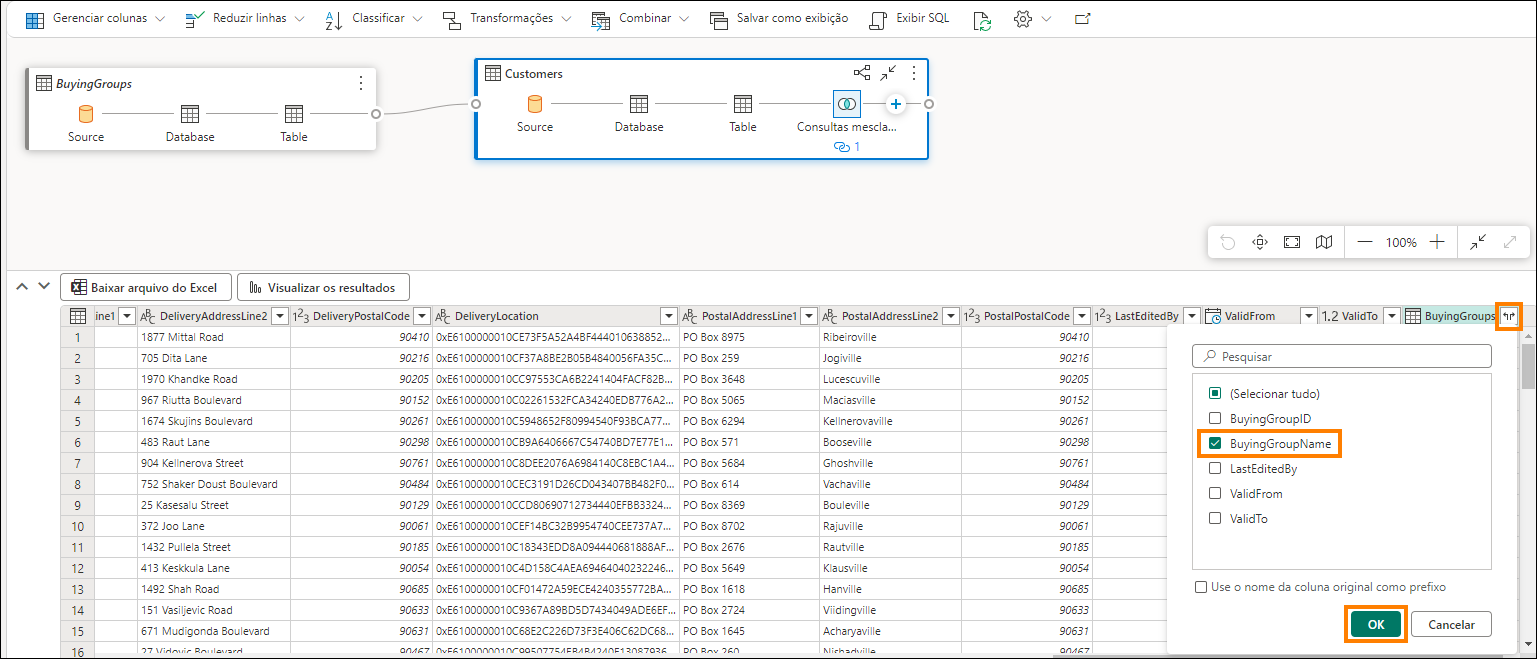 Gerenciar colunas Reduzir linhas Classificar Transformações Combinar Salvar como exibição Exibir SQL
BuyingGroups
Source Database Table
Customers
Source Database Table Consultas mescla...
1
100%
Baixar arquivo do Excel Visualizar os resultados
ine1 DeliveryAddressLine2 DeliveryPostalCode DeliveryLocation PostalAddressLine1 PostalAddressLine2 PostalPostalCode LastEditedBy ValidFrom 1.2 ValidTo BuyingGroups
1 1877 Mittal Road 90410 0xE6100000010CE73F5A52A4BF444010638852... PO Box 8975 Ribeiroville 90410
2 705 Dita Lane 90216 0xE6100000010CF37A8BE2B05B4840056FA35C... PO Box 259 Jogiville 90216
3 1970 Khandke Road 90205 0xE6100000010CC97553CA6B2241404FACF82B... PO Box 3648 Lucescuville 90205
4 967 Riutta Boulevard 90152 0xE6100000010C02261532FCA34240EDB776A2... PO Box 5065 Maciasville 90152
5 1674 Skujins Boulevard 90261 0xE6100000010C5948652F80994540F93BCA77... PO Box 6294 Kellnerovaville 90261
6 483 Raut Lane 90298 0xE6100000010CB9A6406667C54740BD7E77E1... PO Box 571 Booseville 90298
7 904 Kellnerova Street 90761 0xE6100000010C8DEE2076A6984140C8EBC1A4... PO Box 5684 Ghoshville 90761
8 752 Shaker Doust Boulevard 90484 0xE6100000010CEC3191D26CD043407BB482F0... PO Box 614 Vachaville 90484
9 25 Kasesalu Street 90129 0xE6100000010CCD80690712734440EFBB3324... PO Box 8369 Bouleville 90129
10 372 Joo Lane 90061 0xE6100000010CEF14BC32B9954740CEE737A7... PO Box 8702 Rajuville 90061
11 1432 Pullela Street 90185 0xE6100000010C18343EDD8A094440681888AF... PO Box 2676 Rautville 90185
12 413 Keskkula Lane 90054 0xE6100000010C4D158C4AEA69464040232246... PO Box 5649 Klausville 90054
13 1492 Shah Road 90685 0xE6100000010CF01472A59ECE4240355772BA... PO Box 1618 Hanville 90685
14 151 Vasiljevic Road 90633 0xE6100000010C9367A89BD5D7434049ADE6EF... PO Box 2724 Viidingville 90633
15 671 Mudigonda Boulevard 90631 0xE6100000010C68E2C226D73F3E406C62DC68... PO Box 1645 Acharyaville 90631
16 27 Vidovic Boulevard 90467 PO Box 260 Nishadville 90467
Pesquisar
(Selecionar tudo)
BuyingGroupID
BuyingGroupName
LastEditedBy
ValidFrom
ValidTo
Use o nome da coluna original como prefixo
OK Cancelar